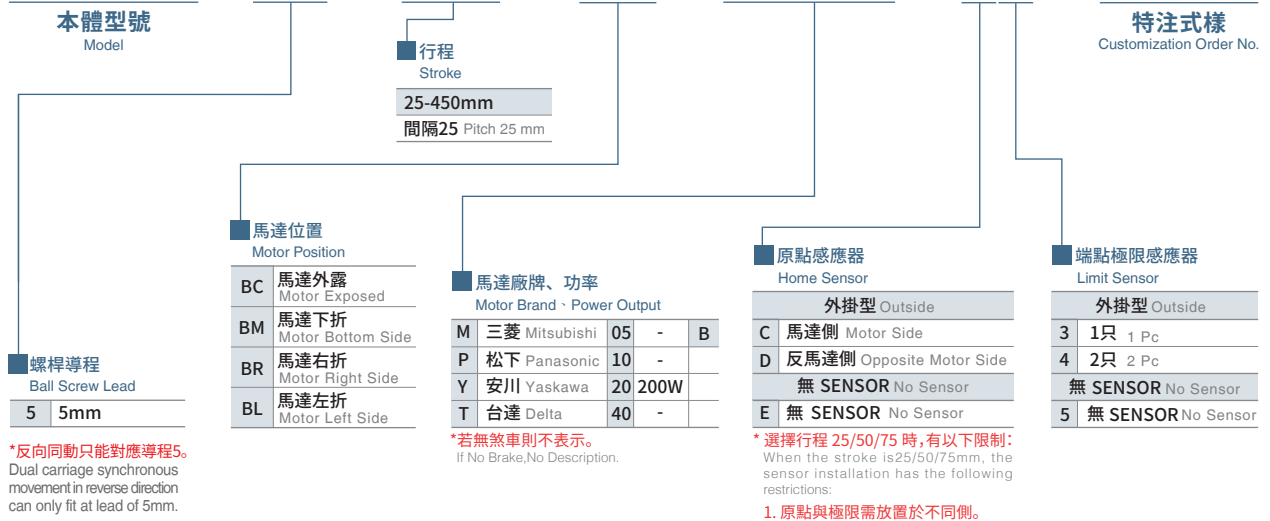 本體型號
Model
特注式樣
Customization Order No.
行程
Stroke
25-450mm
間隔25 Pitch 25 mm
馬達位置
Motor Position
BC 馬達外露
Motor Exposed
BM 馬達下折
Motor Bottom Side
BR 馬達右折
Motor Right Side
BL 馬達左折
Motor Left Side
螺桿導程
Ball Screw Lead
5 5mm
*反向同動只能對應導程5。
Dual carriage synchronous
movement in reverse direction
can only fit at lead of 5mm.
馬達廠牌、功率
Motor Brand、Power Output
M 三菱 Mitsubishi 05 - B
P 松下 Panasonic 10 -
Y 安川 Yaskawa 20 200W
T 台達 Delta 40 -
*若無煞車則不表示。
If No Brake,No Description.
原點感應器
Home Sensor
外掛型 Outside
C 馬達側 Motor Side
D 反馬達側 Opposite Motor Side
無 SENSOR No Sensor
E 無 SENSOR No Sensor
* 選擇行程 25/50/75 時,有以下限制：
When the stroke is25/50/75mm, the
sensor installation has the following
restrictions:
1. 原點與極限需放置於不同側。
端點極限感應器
Limit Sensor
外掛型 Outside
3 1只 1 Pc
4 2只 2 Pc
無 SENSOR No Sensor
5 無 SENSOR No Sensor